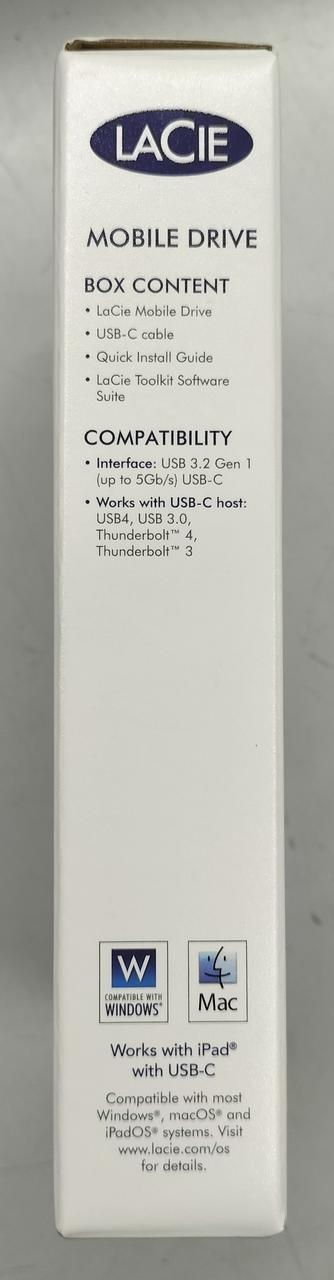 LACIE
MOBILE DRIVE
BOX CONTENT
• LaCie Mobile Drive
• USB-C cable
• Quick Install Guide
• LaCie Toolkit Software
Suite
COMPATIBILITY
• Interface: USB 3.2 Gen 1
(up to 5Gb/s) USB-C
• Works with USB-C host:
USB4, USB 3.0,
Thunderbolt™ 4,
Thunderbolt™ 3
W
COMPATIBLE WITH
WINDOWS®
Mac
Works with iPad®
with USB-C
Compatible with most
Windows®, macOS® and
iPadOS® systems. Visit
www.lacie.com/os
for details.